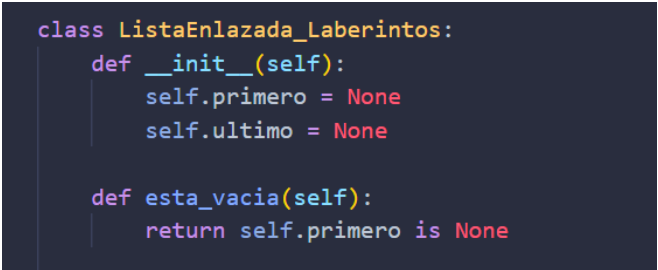 class ListaEnlazada_Laberintos:
    def __init__(self):
        self.primero = None
        self.ultimo = None
    def esta_vacia(self):
        return self.primero is None